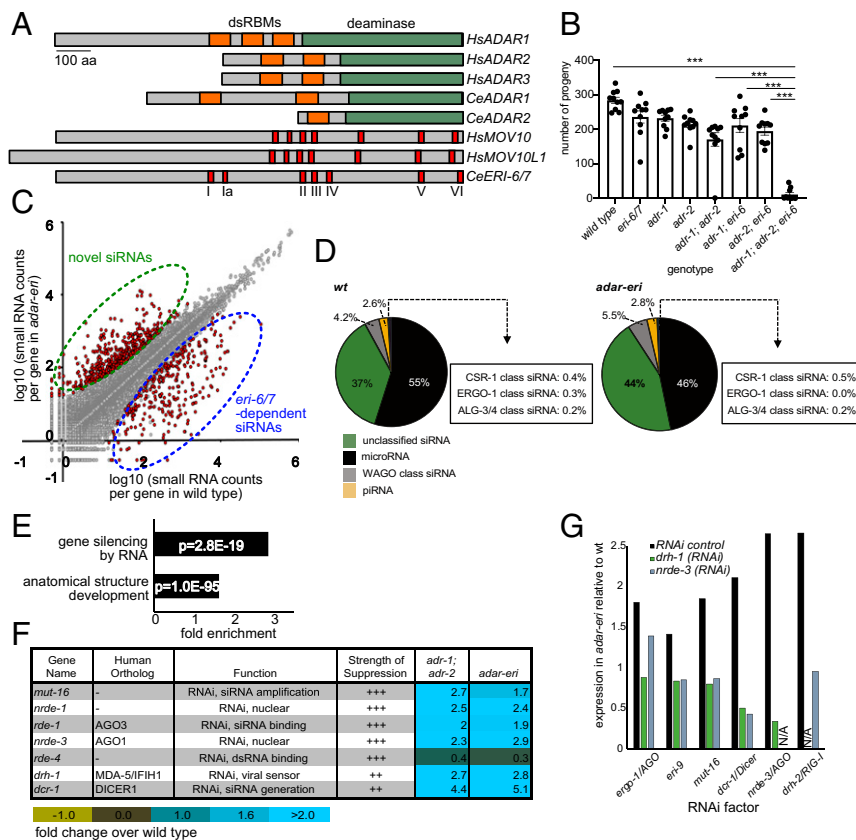 A
dsRBMs deaminase
HsADAR1
100 aa
HsADAR2
HsADAR3
CeADAR1
CeADAR2
HsMOV10
HsMOV10L1
CeERI-6/7
I Ia II III IV V VI
B
number of progeny
400
300
200
100
0
***
***
***
***
wild type
eri-6/7
adr-1
adr-2
adr-1; adr-2
adr-1; eri-6
adr-2; eri-6
adr-1; adr-2; eri-6
genotype
C
log10 (small RNA counts
per gene in adar-eri)
6
4
2
0
-1
novel siRNAs
eri-6/7
-dependent
siRNAs
-1 0 2 4 6
log10 (small RNA counts
per gene in wild type)
D
wt
2.6%
4.2%
37%
55%
CSR-1 class siRNA: 0.4%
ERGO-1 class siRNA: 0.3%
ALG-3/4 class siRNA: 0.2%
adar-eri
2.8%
5.5%
44%
46%
CSR-1 class siRNA: 0.5%
ERGO-1 class siRNA: 0.0%
ALG-3/4 class siRNA: 0.2%
unclassified siRNA
microRNA
WAGO class siRNA
piRNA
E
gene silencing
by RNA
p=2.8E-19
anatomical structure
development
p=1.0E-95
0 1 2 3
fold enrichment
F
Gene Name Human Ortholog Function Strength of Suppression adr-1; adr-2 adar-eri
mut-16 - RNAi, siRNA amplification +++ 2.7 1.7
nrde-1 - RNAi, nuclear +++ 2.5 2.4
rde-1 AGO3 RNAi, siRNA binding +++ 2 1.9
nrde-3 AGO1 RNAi, nuclear +++ 2.3 2.9
rde-4 - RNAi, dsRNA binding +++ 0.4 0.3
drh-1 MDA-5/IFIH1 RNAi, viral sensor ++ 2.7 2.8
dcr-1 DICER1 RNAi, siRNA generation ++ 4.4 5.1
-1.0 0.0 1.0 1.6 >2.0
fold change over wild type
G
expression in adar-eri relative to wt
2.5
2
1.5
1
0.5
0
RNAi control
drh-1 (RNAi)
nrde-3 (RNAi)
N/A
N/A
ergo-1/AGO
eri-9
mut-16
dcr-1/Dicer
nrde-3/AGO
drh-2/RIG-I
RNAi factor